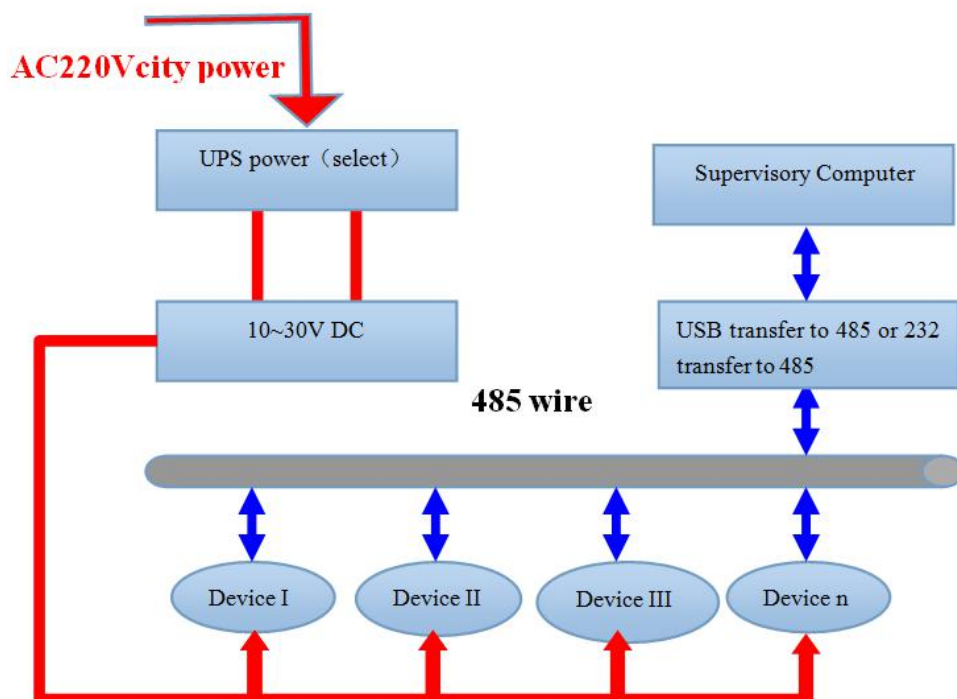 AC220Vcity power
UPS power（select）
Supervisory Computer
10~30V DC
USB transfer to 485 or 232
transfer to 485
485 wire
Device I
Device II
Device III
Device n